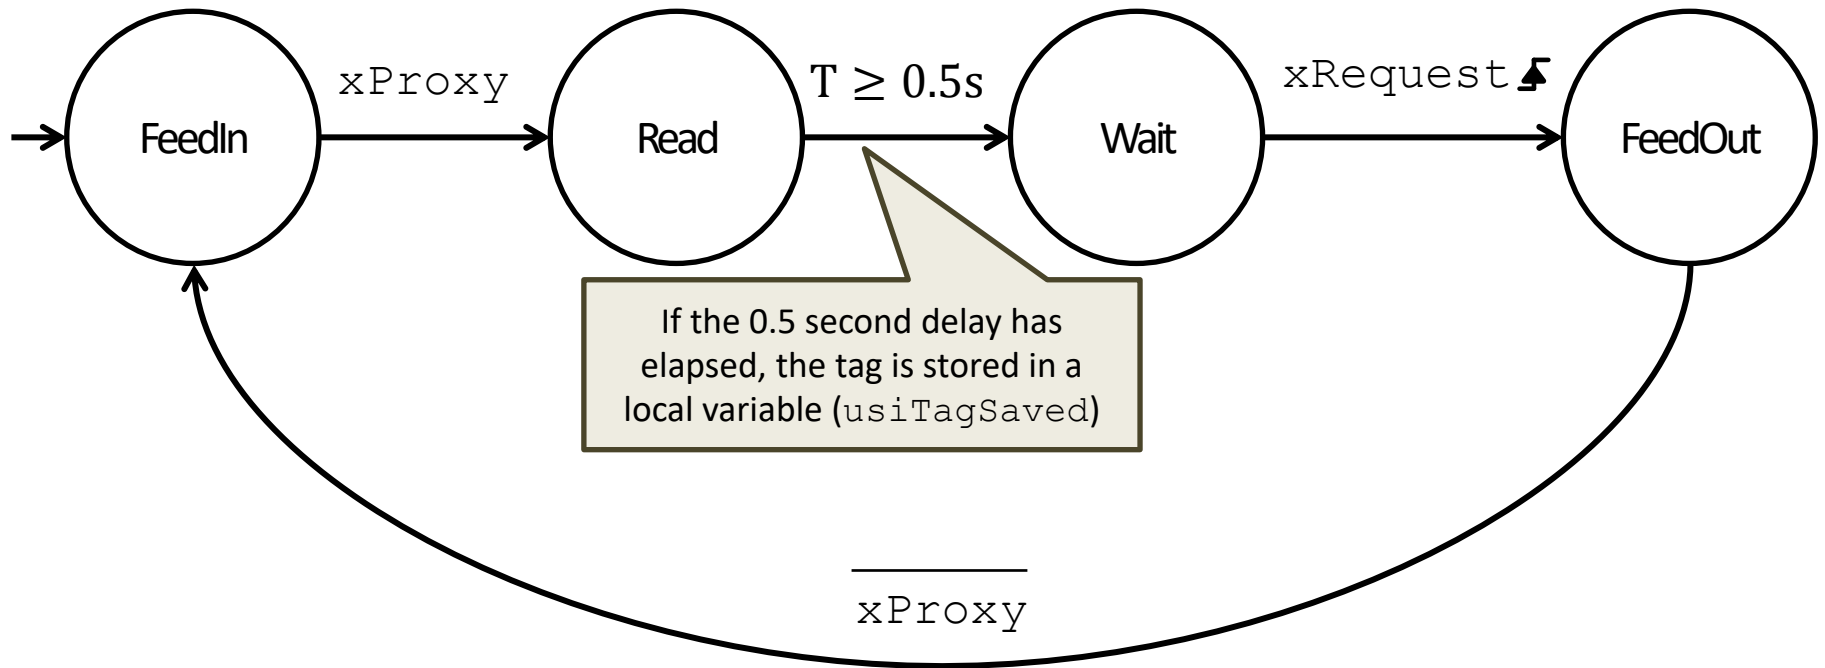 xProxy
T ≥ 0.5s
xRequest
FeedIn
Read
Wait
FeedOut
If the 0.5 second delay has
elapsed, the tag is stored in a
local variable (usiTagSaved)
xProxy